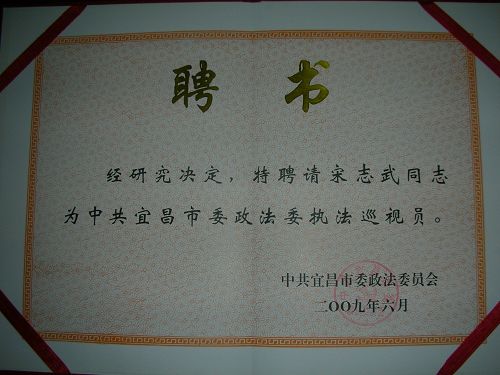 聘书
经研究决定，特聘请宋志武同志
为中共宜昌市委政法委执法巡视员。
中共宜昌市委政法委员会
二〇〇九年六月